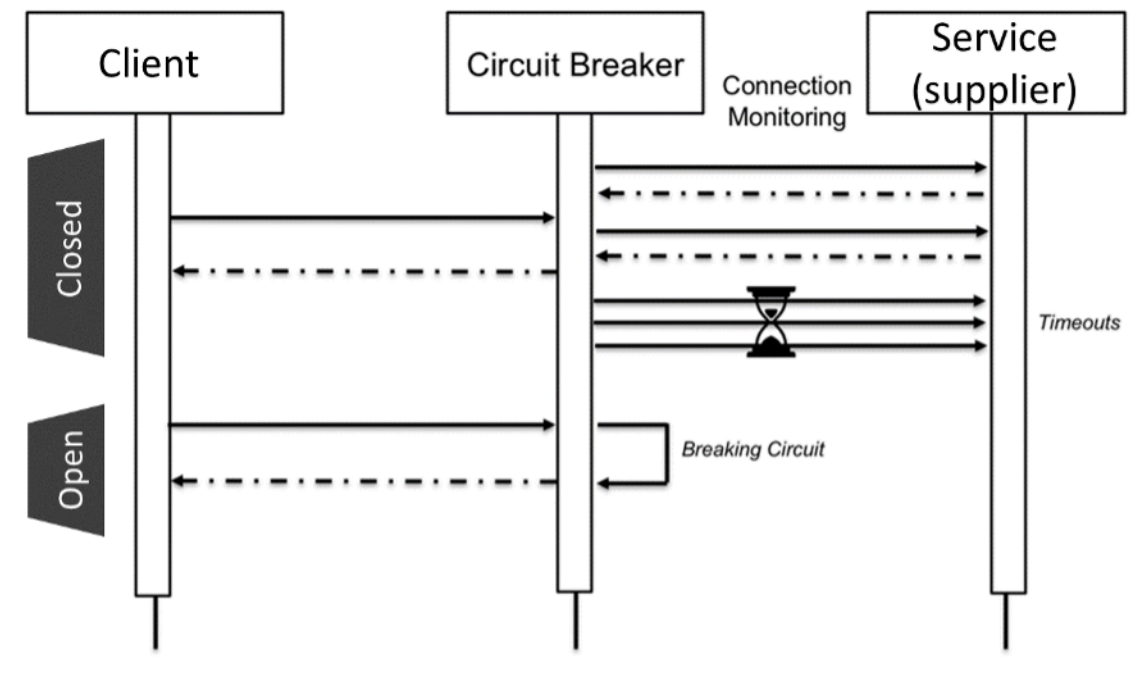 Client
Circuit Breaker
Service
(supplier)
Connection
Monitoring
Closed
Timeouts
Open
Breaking Circuit